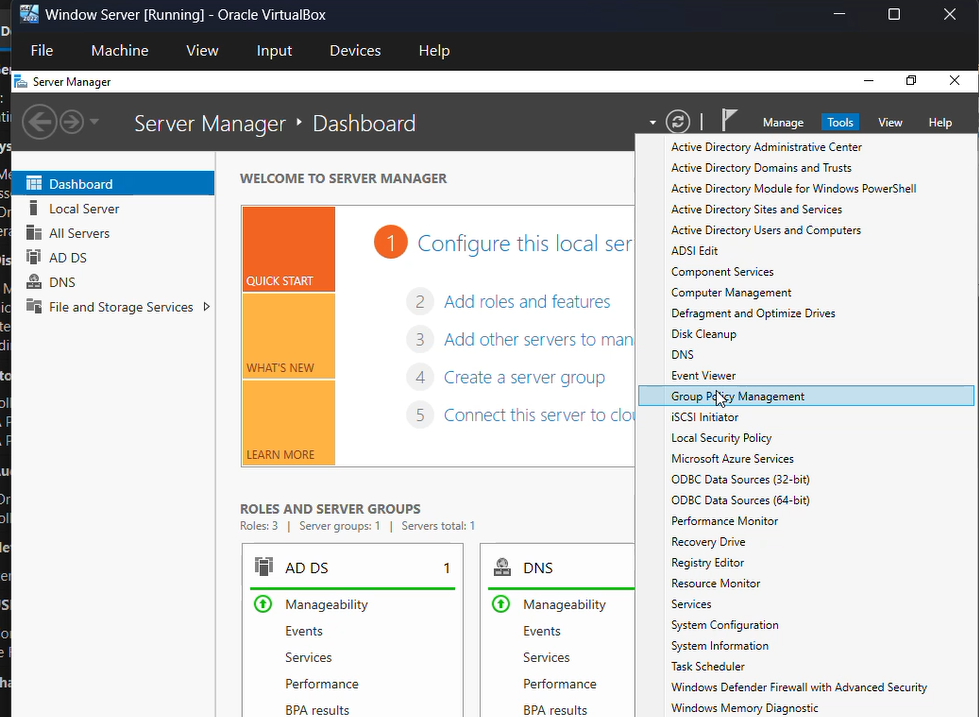 Window Server [Running] - Oracle VirtualBox
File Machine View Input Devices Help
Server Manager
Server Manager ‣ Dashboard
Manage Tools View Help
Dashboard
Local Server
All Servers
AD DS
DNS
File and Storage Services
WELCOME TO SERVER MANAGER
QUICK START
WHAT'S NEW
LEARN MORE
1 Configure this local ser
2 Add roles and features
3 Add other servers to man
4 Create a server group
5 Connect this server to clou
ROLES AND SERVER GROUPS
Roles: 3 | Server groups: 1 | Servers total: 1
AD DS 1
Manageability
Events
Services
Performance
BPA results
DNS
Manageability
Events
Services
Performance
BPA results
Active Directory Administrative Center
Active Directory Domains and Trusts
Active Directory Module for Windows PowerShell
Active Directory Sites and Services
Active Directory Users and Computers
ADSI Edit
Component Services
Computer Management
Defragment and Optimize Drives
Disk Cleanup
DNS
Event Viewer
Group Policy Management
iSCSI Initiator
Local Security Policy
Microsoft Azure Services
ODBC Data Sources (32-bit)
ODBC Data Sources (64-bit)
Performance Monitor
Recovery Drive
Registry Editor
Resource Monitor
Services
System Configuration
System Information
Task Scheduler
Windows Defender Firewall with Advanced Security
Windows Memory Diagnostic